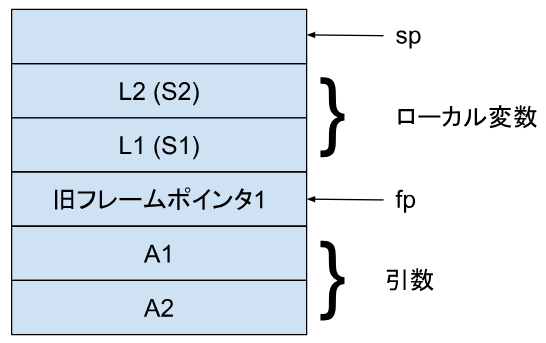 sp
L2 (S2)
L1 (S1)
ローカル変数
旧フレームポインタ1
fp
A1
A2
引数